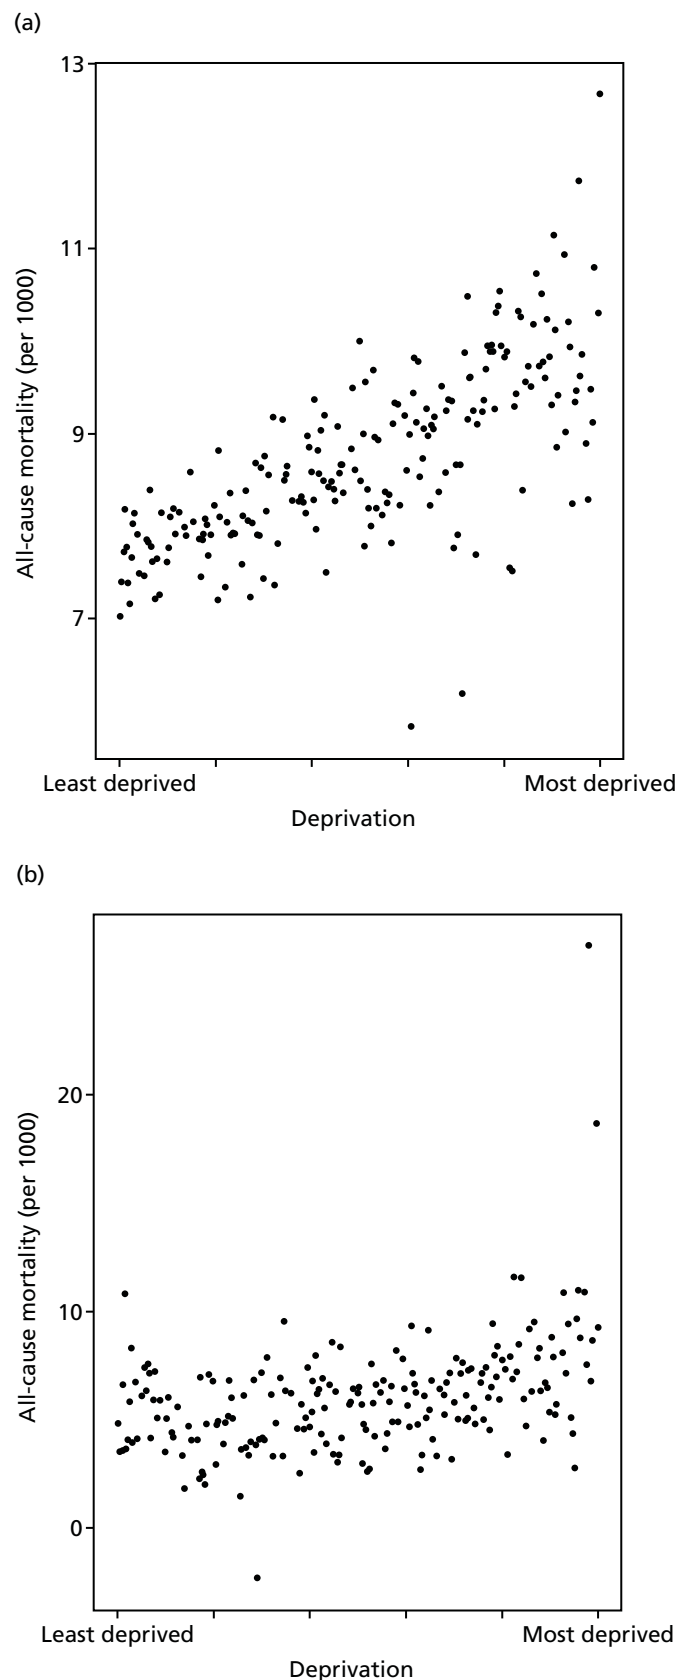 (a)
13
11
9
7
All-cause mortality (per 1000)
Least deprived
Most deprived
Deprivation
(b)
20
10
0
All-cause mortality (per 1000)
Least deprived
Most deprived
Deprivation